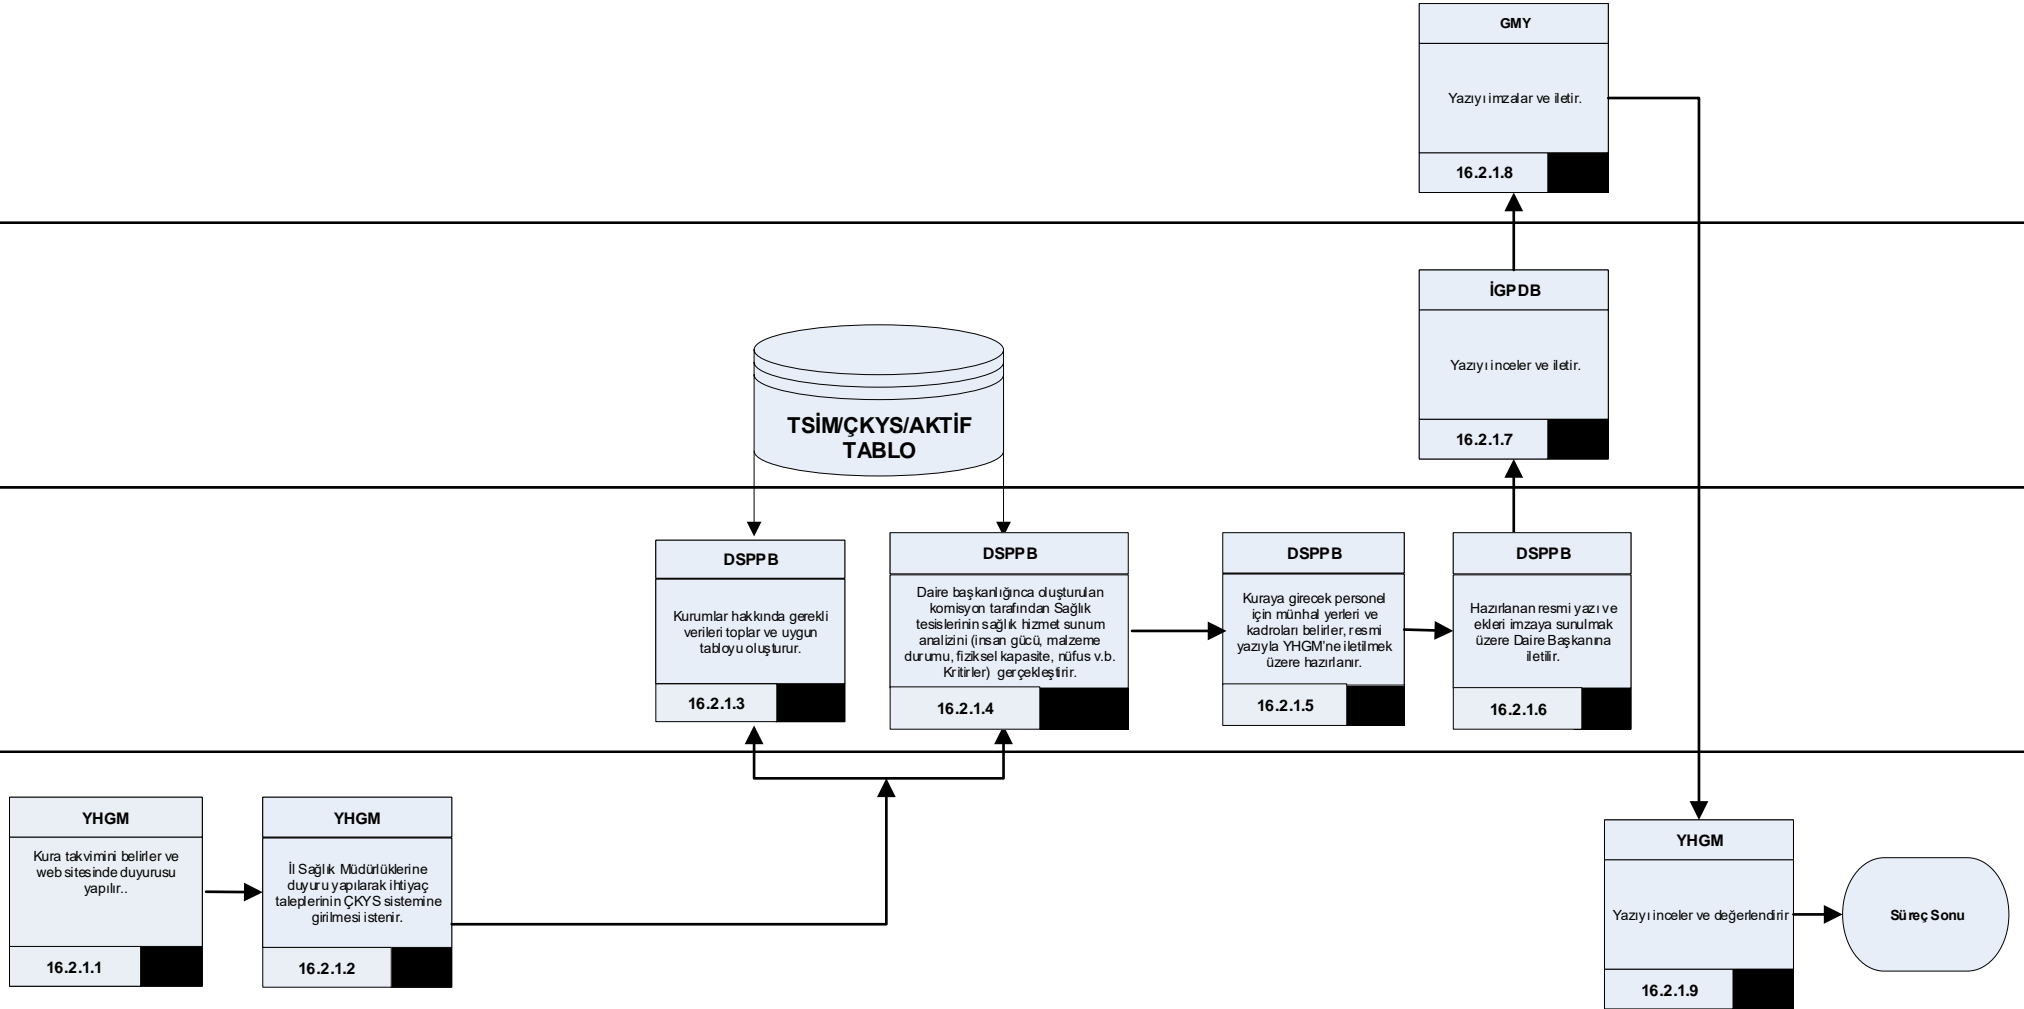 GMY
Yazıyı imzalar ve iletir.
16.2.1.8
İGPDB
Yazıyı inceler ve iletir.
16.2.1.7
TSİM/ÇKYS/AKTİF
TABLO
DSPPB
Kurumlar hakkında gerekli
verileri toplar ve uygun
tabloyu oluşturur.
16.2.1.3
DSPPB
Daire başkanlığınca oluşturulan
komisyon tarafından Sağlık
tesislerinin sağlık hizmet sunum
analizini (insan gücü, malzeme
durumu, fiziksel kapasite, nüfus v.b.
Kritirler) gerçekleştirir.
16.2.1.4
DSPPB
Kuraya girecek personel
için münhal yerleri ve
kadroları belirler, resmi
yazıyla YHGM'ne iletilmek
üzere hazırlanır.
16.2.1.5
DSPPB
Hazırlanan resmi yazı ve
ekleri imzaya sunulmak
üzere Daire Başkanına
iletilir.
16.2.1.6
YHGM
Kura takvimini belirler ve
web sitesinde duyurusu
yapılır..
16.2.1.1
YHGM
İl Sağlık Müdürlüklerine
duyuru yapılarak ihtiyaç
taleplerinin ÇKYS sistemine
girilmesi istenir.
16.2.1.2
YHGM
Yazıyı inceler ve değerlendirir
16.2.1.9
Süreç Sonu